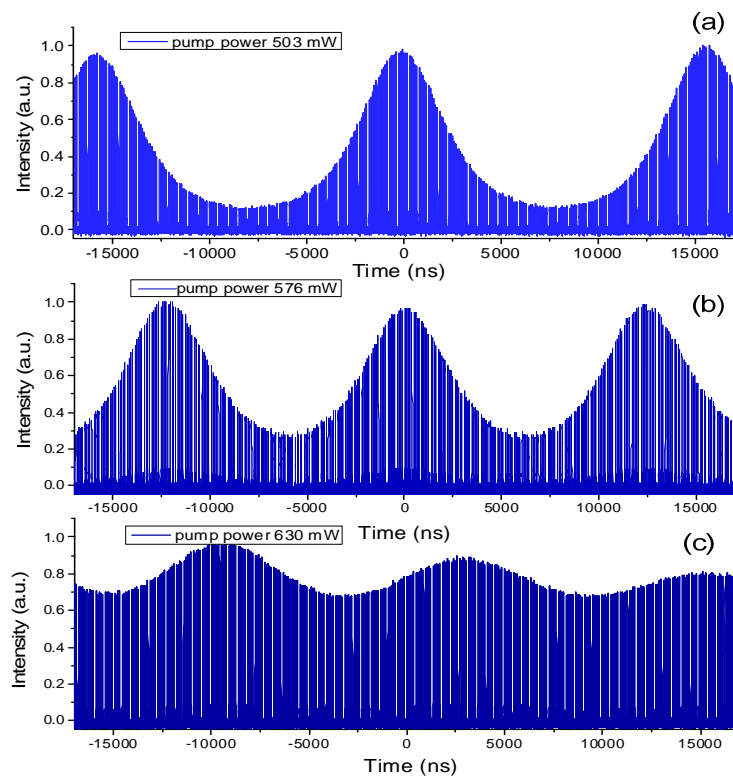 (a)
pump power 503 mW
1.0
0.8
0.6
0.4
0.2
0.0
Intensity (a.u.)
-15000 -10000 -5000 0 5000 10000 15000
Time (ns)
(b)
pump power 576 mW
1.0
0.8
0.6
0.4
0.2
0.0
Intensity (a.u.)
-15000 -10000 -5000 0 5000 10000 15000
Time (ns)
(c)
pump power 630 mW
1.0
0.8
0.6
0.4
0.2
0.0
Intensity (a.u.)
-15000 -10000 -5000 0 5000 10000 15000
Time (ns)